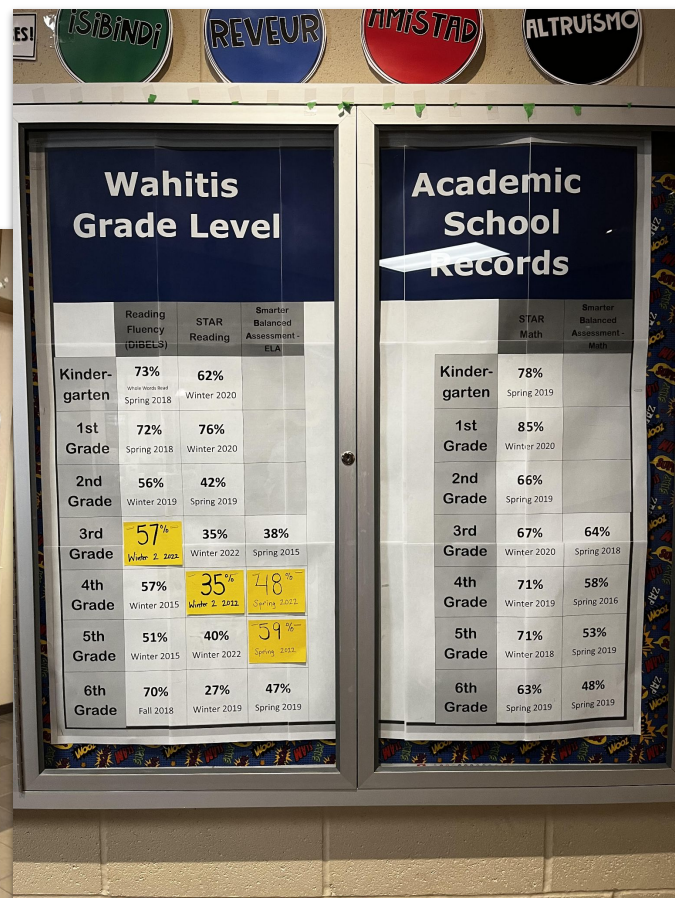 ES!
iSiBiNDi
REVEUR
AMiSTAD
ALTRUiSMO
Wahitis
Grade Level
Academic
School
Records
Reading
Fluency
(DIBELS)
STAR
Reading
Smarter
Balanced
Assessment -
ELA
Kinder-
garten
73%
Whole Words Read
Spring 2018
62%
Winter 2020
1st
Grade
72%
Spring 2018
76%
Winter 2020
2nd
Grade
56%
Winter 2019
42%
Spring 2019
3rd
Grade
57%
Winter 2 2022
35%
Winter 2022
38%
Spring 2015
4th
Grade
57%
Winter 2015
35%
Winter 2 2022
48%
Spring 2022
5th
Grade
51%
Winter 2015
40%
Winter 2022
59%
Spring 2022
6th
Grade
70%
Fall 2018
27%
Winter 2019
47%
Spring 2019
STAR
Math
Smarter
Balanced
Assessment -
Math
Kinder-
garten
78%
Spring 2019
1st
Grade
85%
Winter 2020
2nd
Grade
66%
Spring 2019
3rd
Grade
67%
Winter 2020
64%
Spring 2018
4th
Grade
71%
Winter 2019
58%
Spring 2016
5th
Grade
71%
Winter 2018
53%
Spring 2019
6th
Grade
63%
Spring 2019
48%
Spring 2019